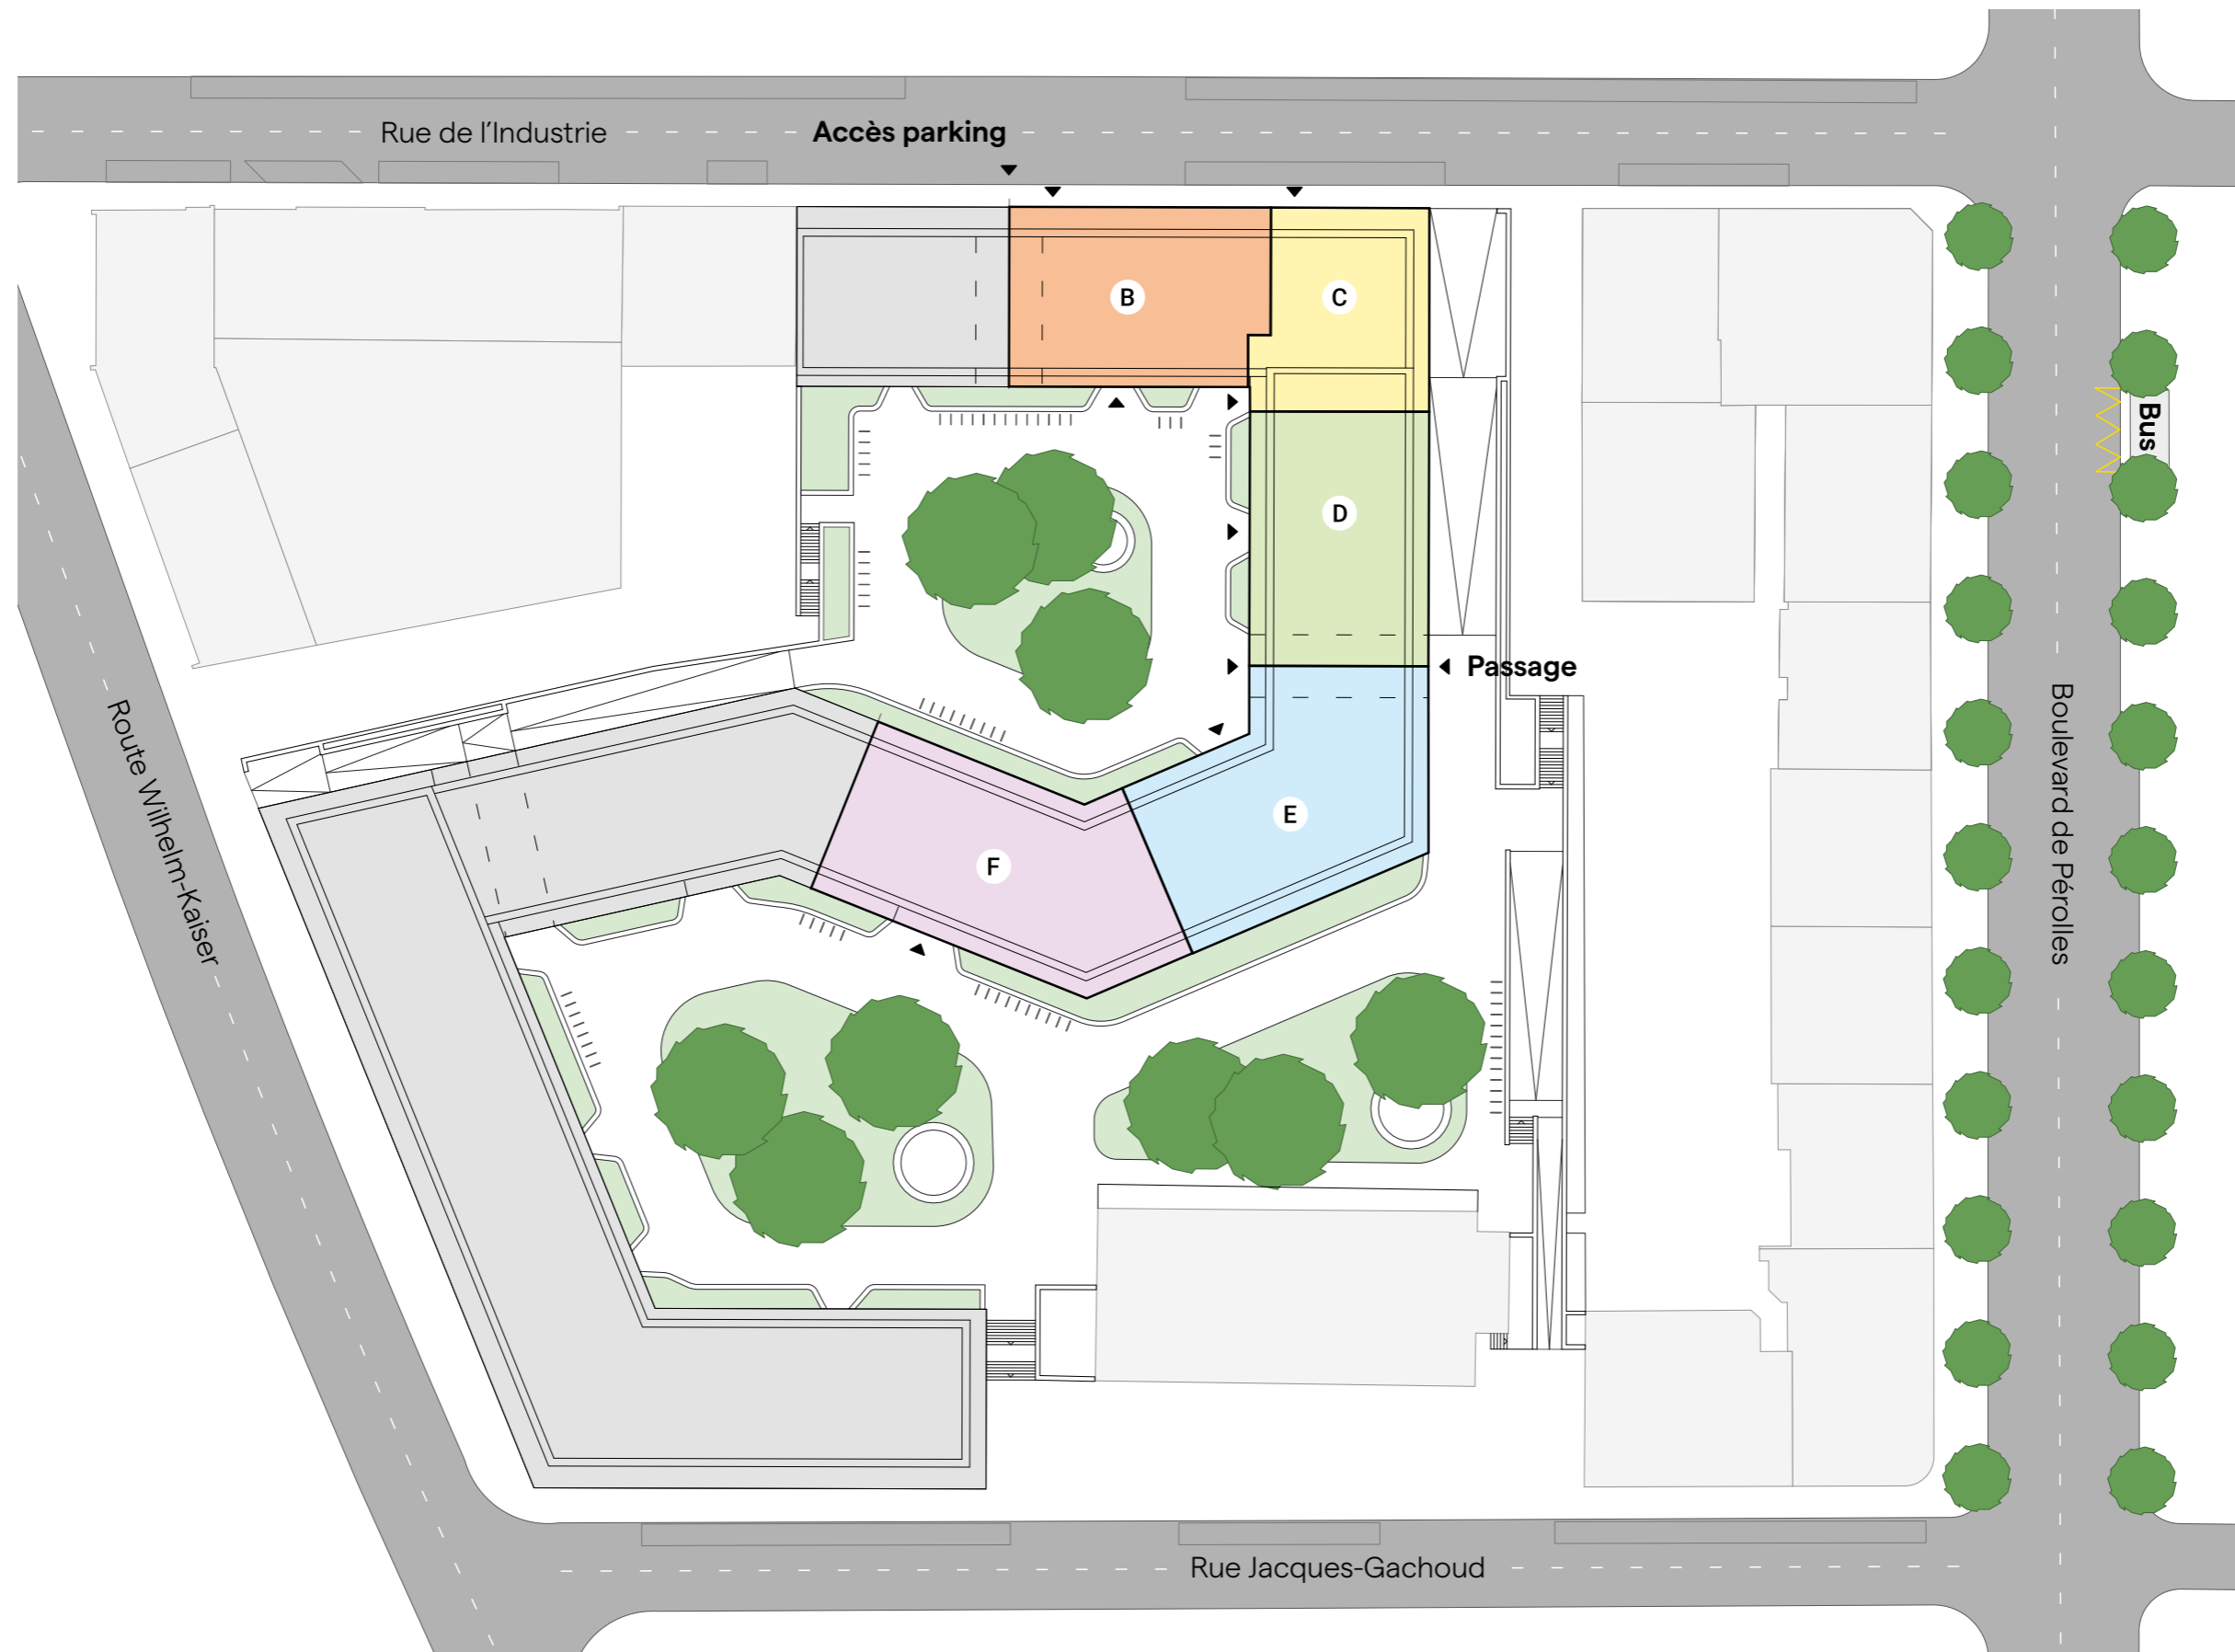 Rue de l'Industrie
Accès parking
B
C
Bus
D
Passage
Route Wilhelm-Kaiser
Boulevard de Pérolles
E
F
Rue Jacques-Gachoud